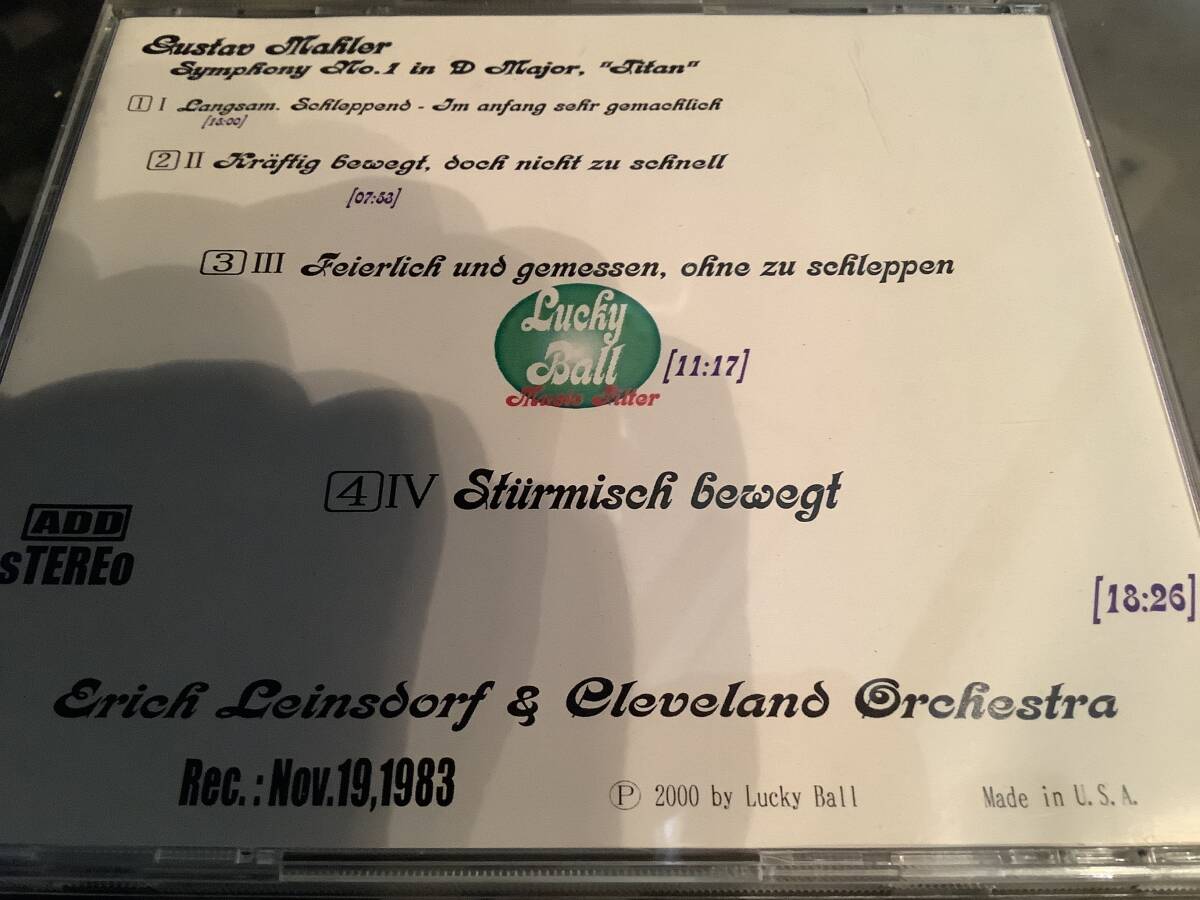 Gustav Mahler
Symphony No.1 in D Major, "Titan"
1 I Langsam. Schleppend - Im anfang sehr gemachlich
2 II Kräftig bewegt, doch nicht zu schnell
[07:53]
3 III Feierlich und gemessen, ohne zu schleppen
Lucky
Ball
Music
[11:17]
4 IV Stürmisch bewegt
ADD
sTEREo
[18:26]
Erich Leinsdorf & Cleveland Orchestra
Rec.:Nov.19,1983
Ⓟ 2000 by Lucky Ball
Made in U.S.A.